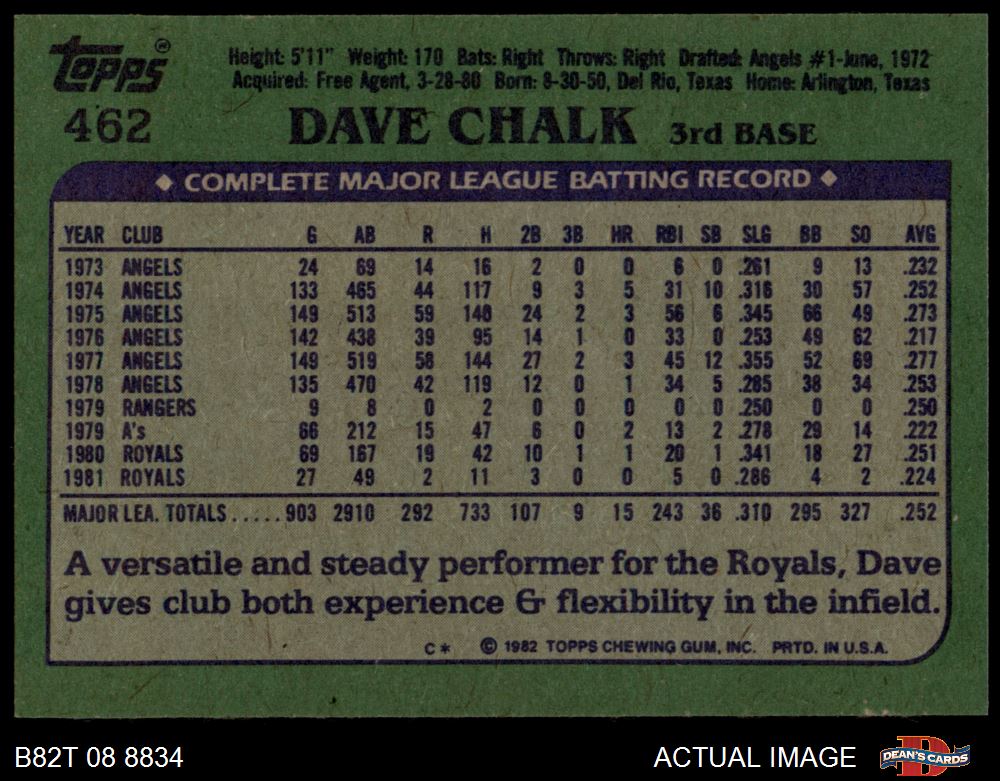 Topps®
Height: 5'11" Weight: 170 Bats: Right Throws: Right Drafted: Angels #1-June, 1972
Acquired: Free Agent, 3-28-80 Born: 8-30-50, Del Rio, Texas Home: Arlington, Texas
462 DAVE CHALK 3rd BASE
◆ COMPLETE MAJOR LEAGUE BATTING RECORD ◆
YEAR CLUB G AB R H 2B 3B HR RBI SB SLG BB SO AVG
1973 ANGELS 24 69 14 16 2 0 0 6 0 .261 9 13 .232
1974 ANGELS 133 465 44 117 9 3 5 31 10 .316 30 57 .252
1975 ANGELS 149 513 59 140 24 2 3 56 6 .345 66 49 .273
1976 ANGELS 142 438 39 95 14 1 0 33 0 .253 49 62 .217
1977 ANGELS 149 519 58 144 27 2 3 45 12 .355 52 69 .277
1978 ANGELS 135 470 42 119 12 0 1 34 5 .285 38 34 .253
1979 RANGERS 9 8 0 2 0 0 0 0 0 .250 0 0 .250
1979 A's 66 212 15 47 6 0 2 13 2 .278 29 14 .222
1980 ROYALS 69 167 19 42 10 1 1 20 1 .341 18 27 .251
1981 ROYALS 27 49 2 11 3 0 0 5 0 .286 4 2 .224
MAJOR LEA. TOTALS.....903 2910 292 733 107 9 15 243 36 .310 295 327 .252
A versatile and steady performer for the Royals, Dave
gives club both experience & flexibility in the infield.
C* © 1982 TOPPS CHEWING GUM, INC. PRTD. IN U.S.A.
B82T 08 8834 ACTUAL IMAGE DEAN'S CARDS